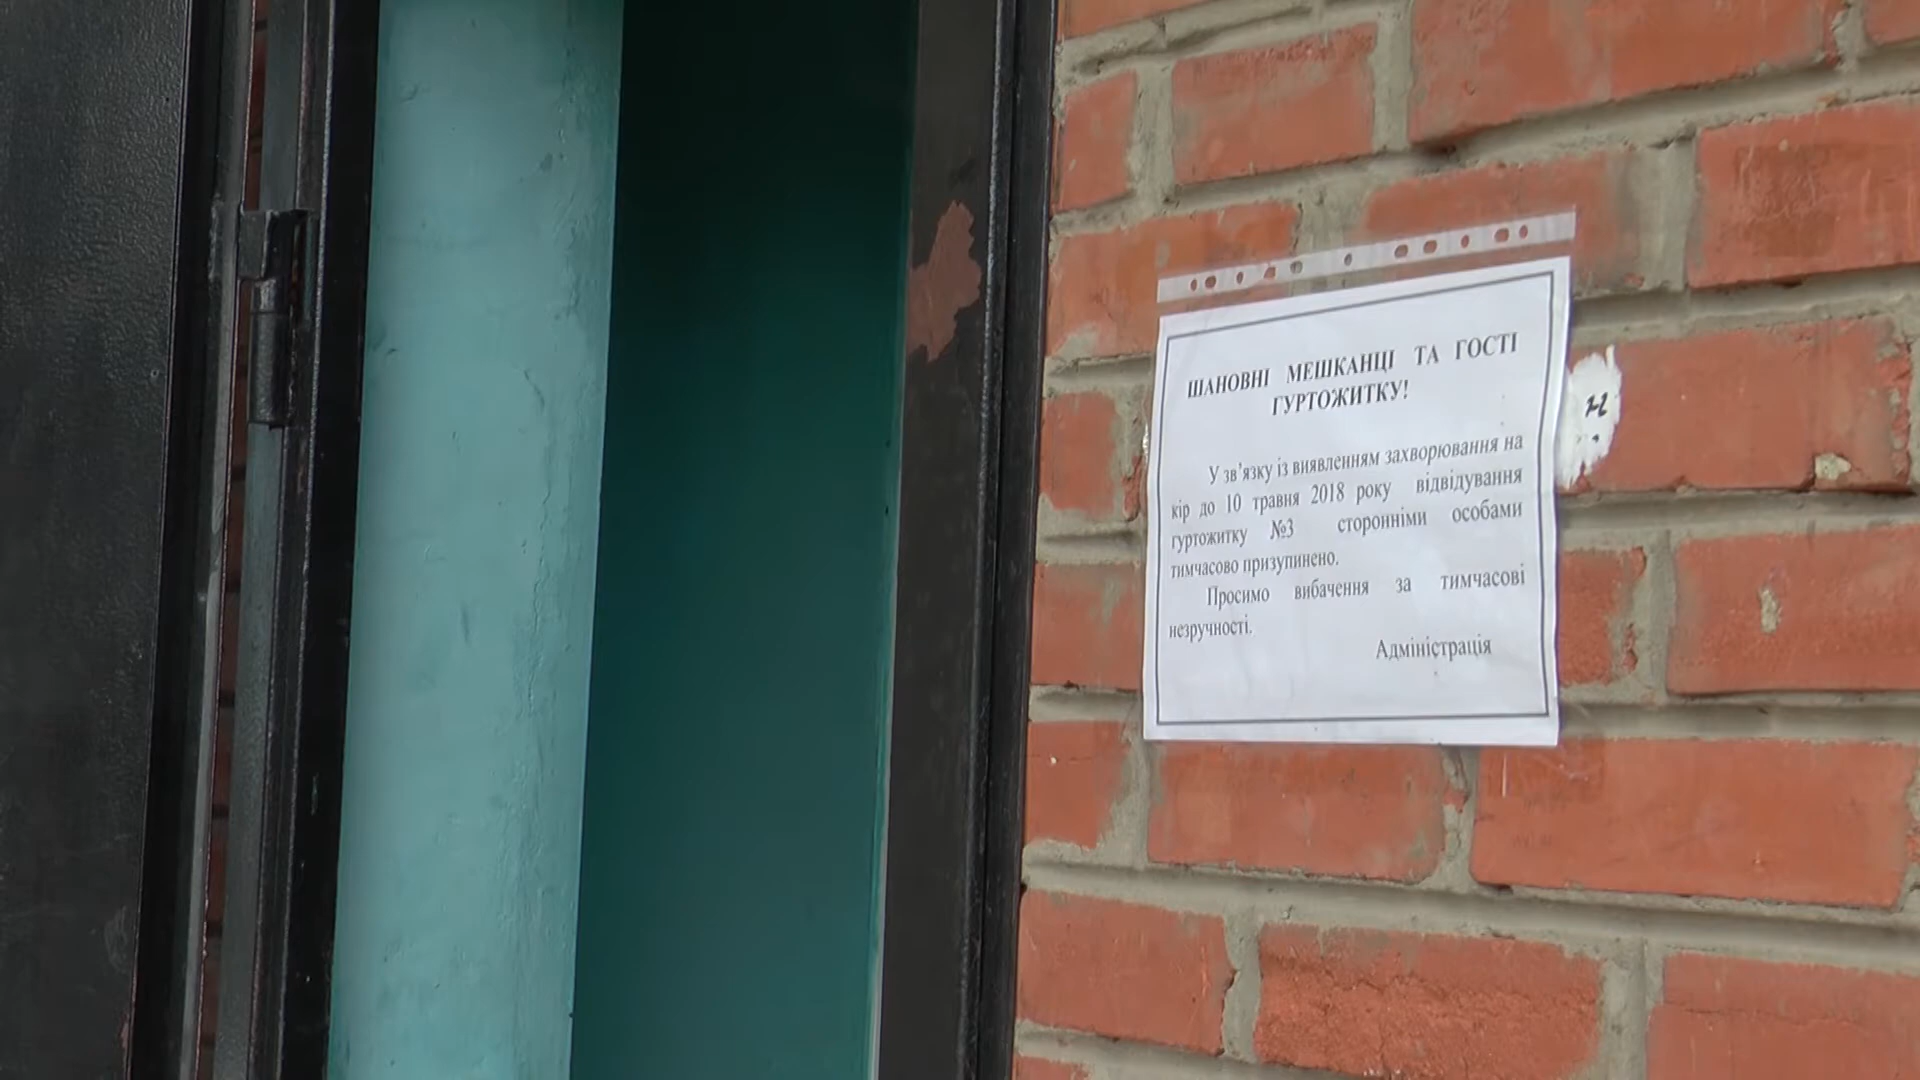 ШАНОВНІ МЕШКАНЦІ ТА ГОСТІ
ГУРТОЖИТКУ!
У зв’язку із виявленням захворювання на
кір до 10 травня 2018 року відвідування
гуртожитку №3 сторонніми особами
тимчасово призупинено.
Просимо вибачення за тимчасові
незручності.
Адміністрація